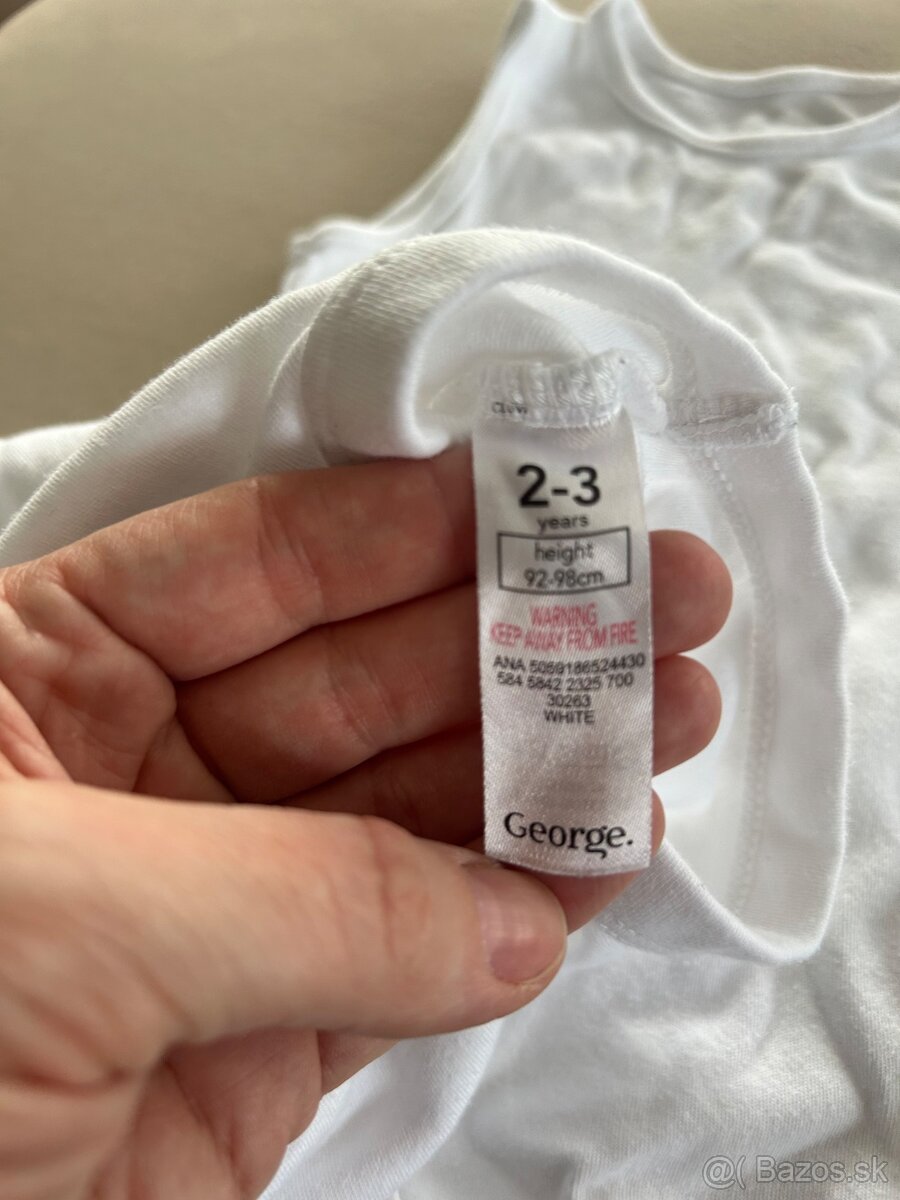 2-3
years
height
92-98cm
WARNING
KEEP AWAY FROM FIRE
ANA 5059186524430
584 5842 2325 700
30263
WHITE
George.
@( Bazos.sk